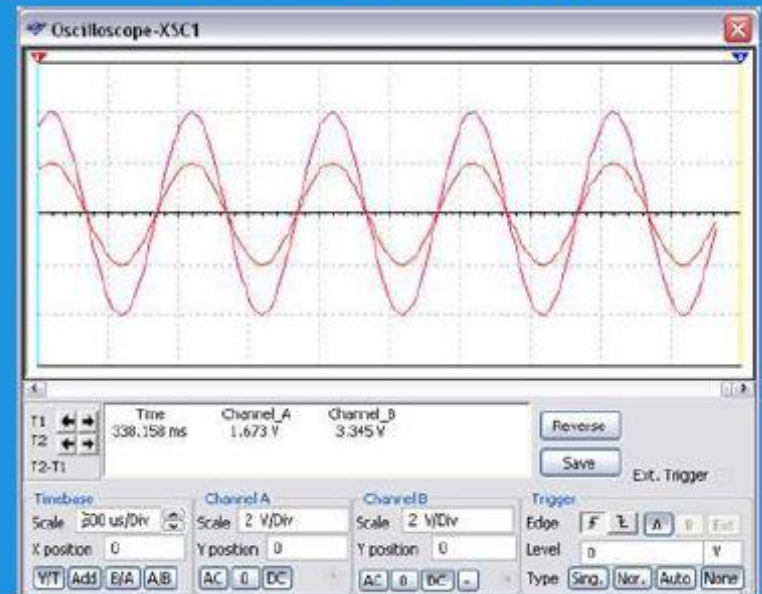 Oscilloscope-XSC1
1 2
T1
T2
T2-T1
Time Channel_A Channel_B
338.158 ms 1.673 V 3.345 V
Reverse
Save
Ext. Trigger
Timebase
Scale us/Div
X position 0
Y/T Add B/A A/B
Channel A
Scale 2 V/Div
Y position 0
AC 0 DC
Channel B
Scale 2 V/Div
Y position 0
AC 0 DC -
Trigger
Edge A B Ext
Level 0 V
Type Sing. Nor. Auto None